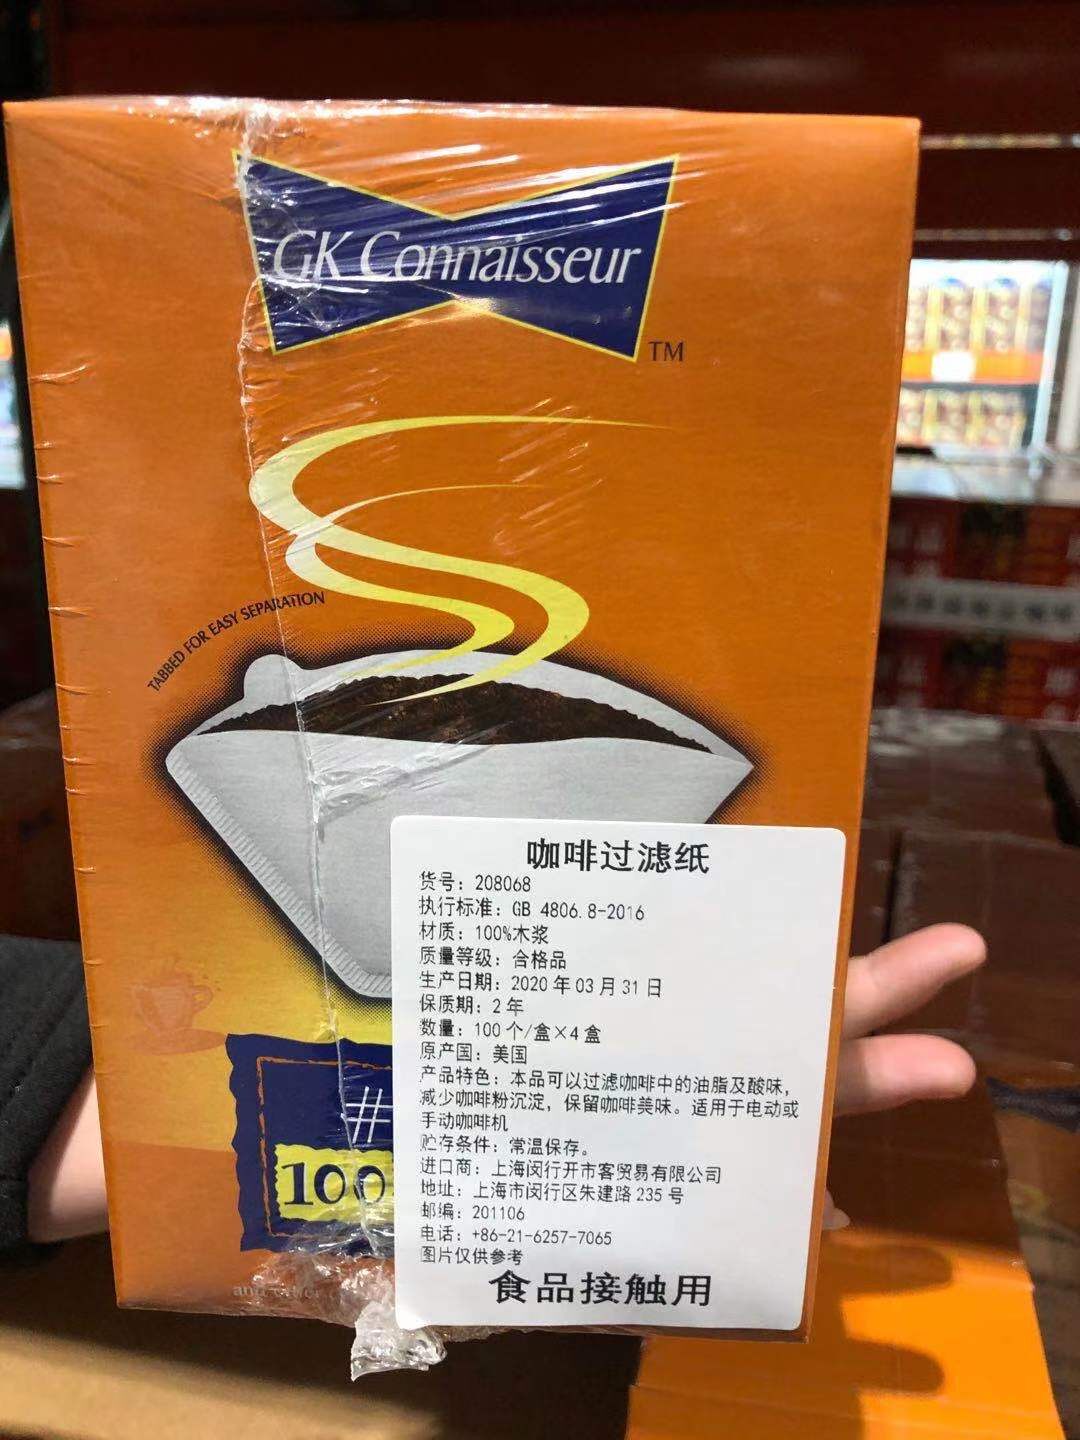 GK Connaisseur
TM
TABBED FOR EASY SEPARATION
#
100
咖啡过滤纸
货号：208068
执行标准：GB 4806.8-2016
材质：100%木浆
质量等级：合格品
生产日期：2020年03月31日
保质期：2年
数量：100个/盒×4盒
原产国：美国
产品特色：本品可以过滤咖啡中的油脂及酸味，
减少咖啡粉沉淀，保留咖啡美味。适用于电动或
手动咖啡机
贮存条件：常温保存。
进口商：上海闵行开市客贸易有限公司
地址：上海市闵行区朱建路235号
邮编：201106
电话：+86-21-6257-7065
图片仅供参考
食品接触用